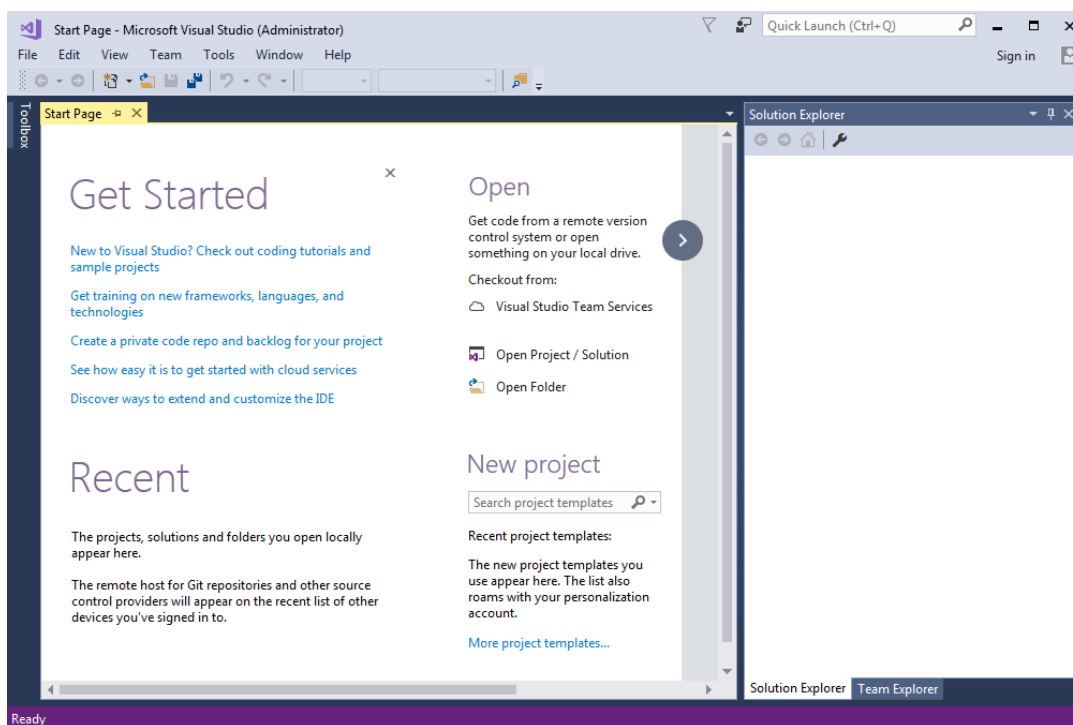 Start Page - Microsoft Visual Studio (Administrator)
Quick Launch (Ctrl+Q)
File Edit View Team Tools Window Help
Sign in
Toolbox
Start Page
Get Started
New to Visual Studio? Check out coding tutorials and
sample projects
Get training on new frameworks, languages, and
technologies
Create a private code repo and backlog for your project
See how easy it is to get started with cloud services
Discover ways to extend and customize the IDE
Recent
The projects, solutions and folders you open locally
appear here.
The remote host for Git repositories and other source
control providers will appear on the recent list of other
devices you've signed in to.
Open
Get code from a remote version
control system or open
something on your local drive.
Checkout from:
Visual Studio Team Services
Open Project / Solution
Open Folder
New project
Search project templates
Recent project templates:
The new project templates you
use appear here. The list also
roams with your personalization
account.
More project templates...
Solution Explorer
Solution Explorer Team Explorer
Ready